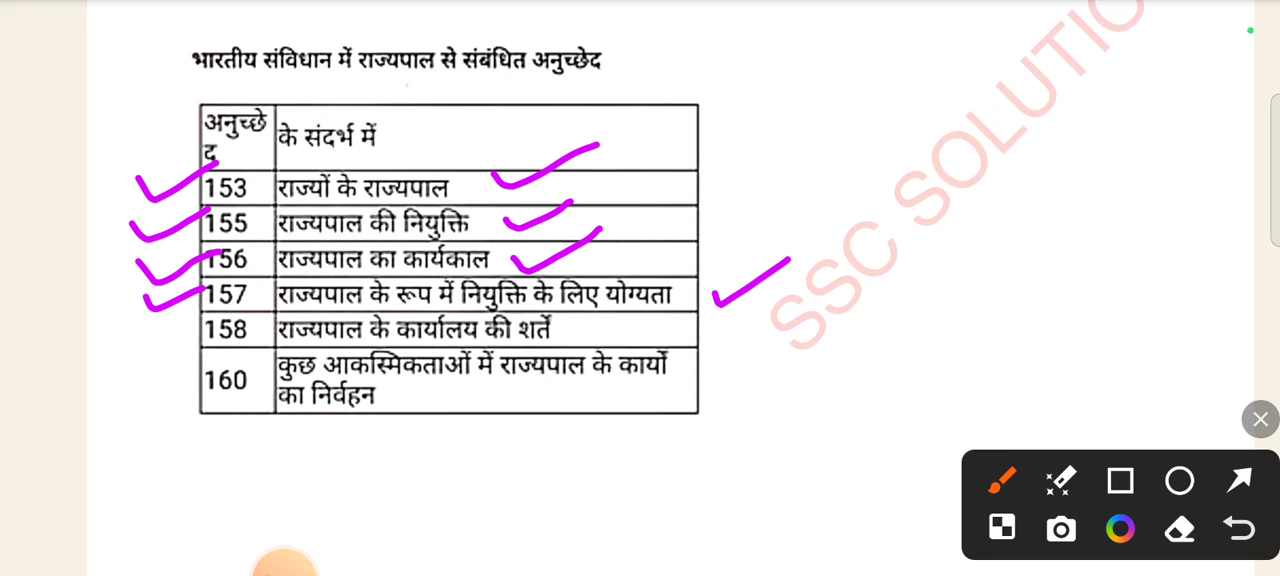 भारतीय संविधान में राज्यपाल से संबंधित अनुच्छेद
अनुच्छे
द
के संदर्भ में
153 राज्यों के राज्यपाल
155 राज्यपाल की नियुक्ति
156 राज्यपाल का कार्यकाल
157 राज्यपाल के रूप में नियुक्ति के लिए योग्यता
158 राज्यपाल के कार्यालय की शर्तें
160 कुछ आकस्मिकताओं में राज्यपाल के कार्यों
का निर्वहन
SSC SOLUTIO